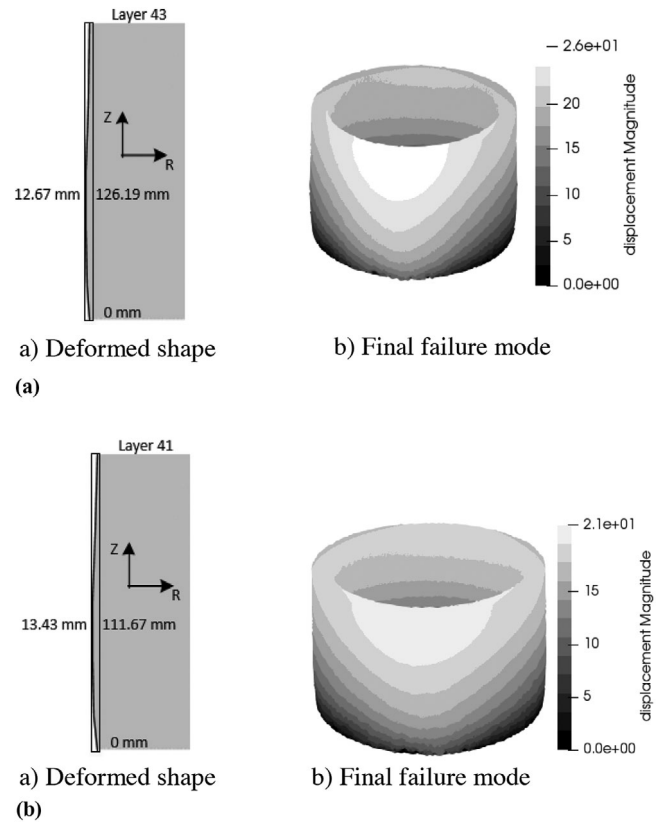 Layer 43
Z
R
12.67 mm
126.19 mm
0 mm
a) Deformed shape
2.6e+01
20
15
10
5
0.0e+00
displacement Magnitude
b) Final failure mode
(a)
Layer 41
Z
R
13.43 mm
111.67 mm
0 mm
a) Deformed shape
2.1e+01
15
10
5
0.0e+00
displacement Magnitude
b) Final failure mode
(b)